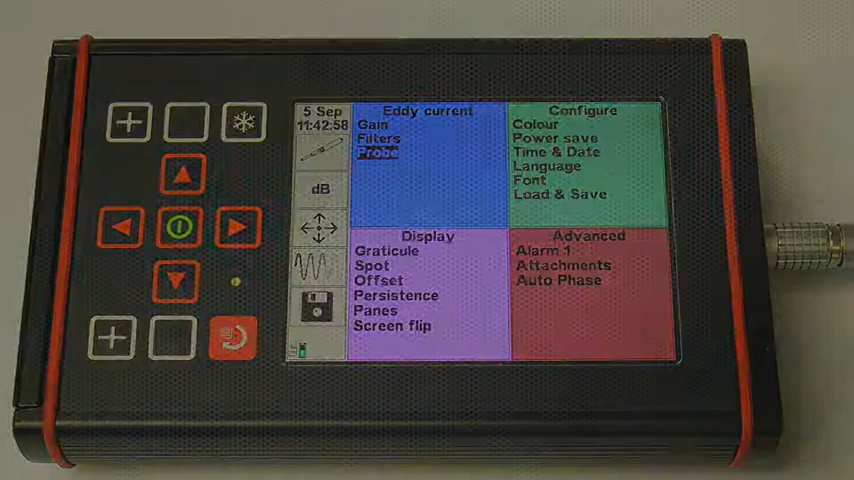 5 Sep
11:42:58
dB
Eddy current
Gain
Filters
Probe
Configure
Colour
Power save
Time & Date
Language
Font
Load & Save
Display
Graticule
Spot
Offset
Persistence
Panes
Screen flip
Advanced
Alarm 1
Attachments
Auto Phase